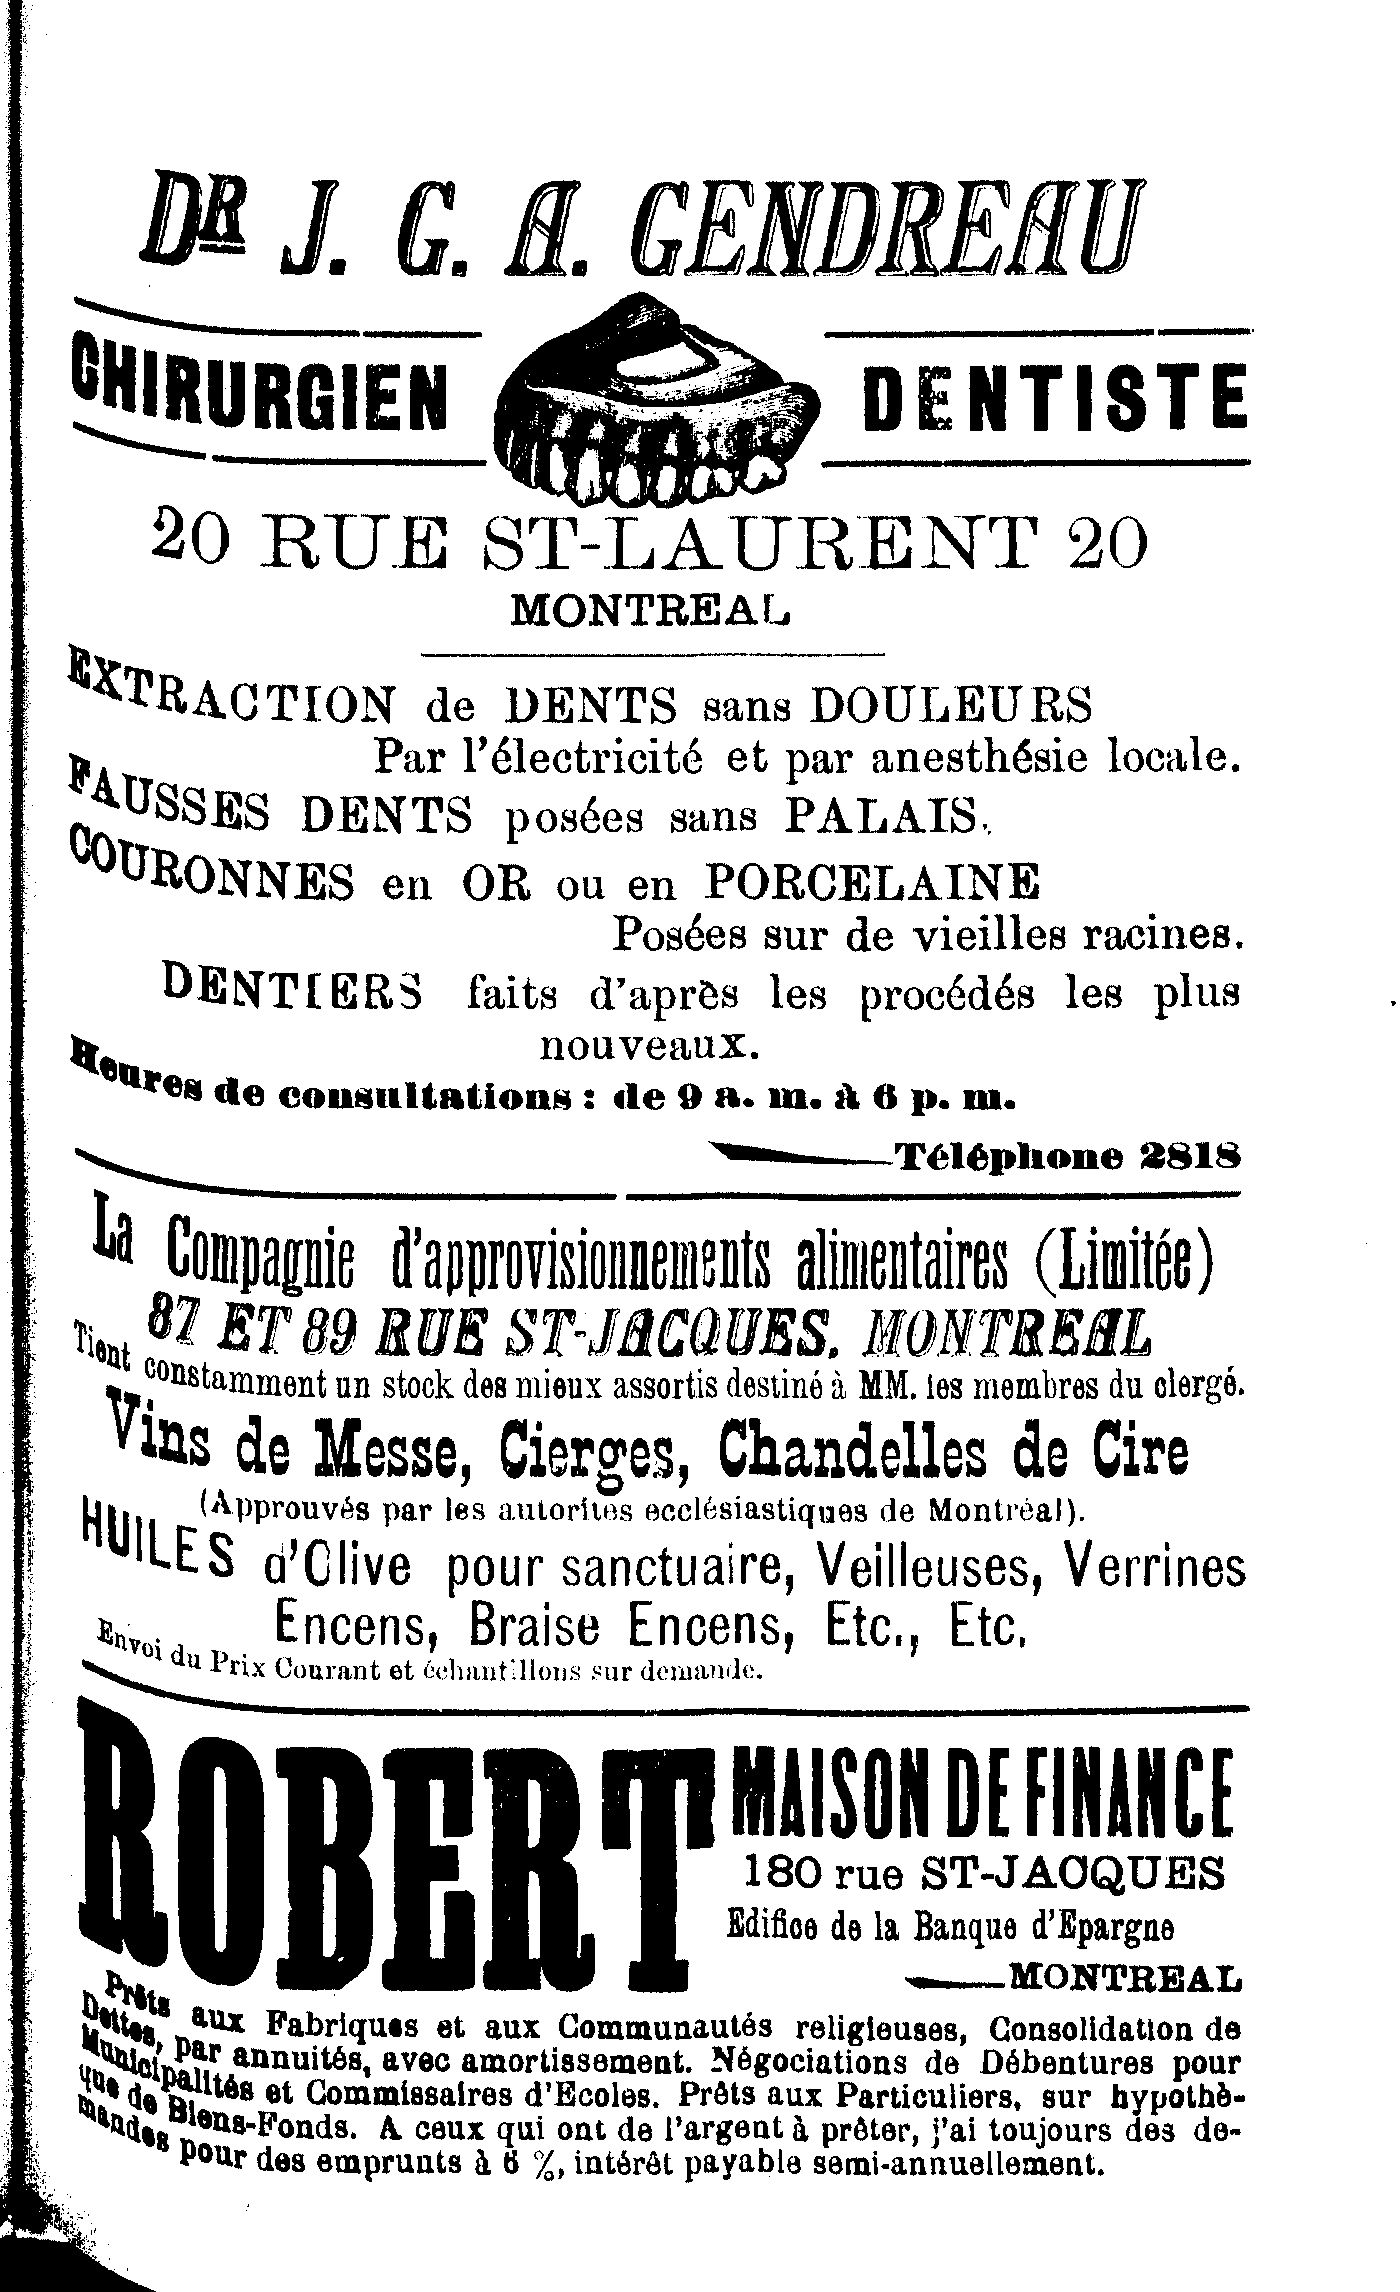 DR J. G. A. GENDREAU
CHIRURGIEN DENTISTE
20 RUE ST-LAURENT 20
MONTREAL
EXTRACTION de DENTS sans DOULEURS
Par l'électricité et par anesthésie locale.
FAUSSES DENTS posées sans PALAIS.
COURONNES en OR ou en PORCELAINE
Posées sur de vieilles racines.
DENTIERS faits d'après les procédés les plus
nouveaux.
Heures de consultations : de 9 a. m. à 6 p. m.
Téléphone 2818
La Compagnie d'approvisionnements alimentaires (Limitée)
87 ET 89 RUE ST-JACQUES. MONTREAL
Tient constamment un stock des mieux assortis destiné à MM. les membres du clergé.
Vins de Messe, Cierges, Chandelles de Cire
(Approuvés par les autorités ecclésiastiques de Montréal).
HUILES d'Olive pour sanctuaire, Veilleuses, Verrines
Encens, Braise Encens, Etc., Etc.
Envoi du Prix Courant et échantillons sur demande.
ROBERT MAISON DE FINANCE
180 rue ST-JACQUES
Edifice de la Banque d'Epargne
MONTREAL
Prêts aux Fabriques et aux Communautés religieuses, Consolidation de
Dettes, par annuités, avec amortissement. Négociations de Débentures pour
Municipalités et Commissaires d'Ecoles. Prêts aux Particuliers, sur hypothè-
que de Biens-Fonds. A ceux qui ont de l'argent à prêter, j'ai toujours des de-
mandes pour des emprunts à 6 %, intérêt payable semi-annuellement.